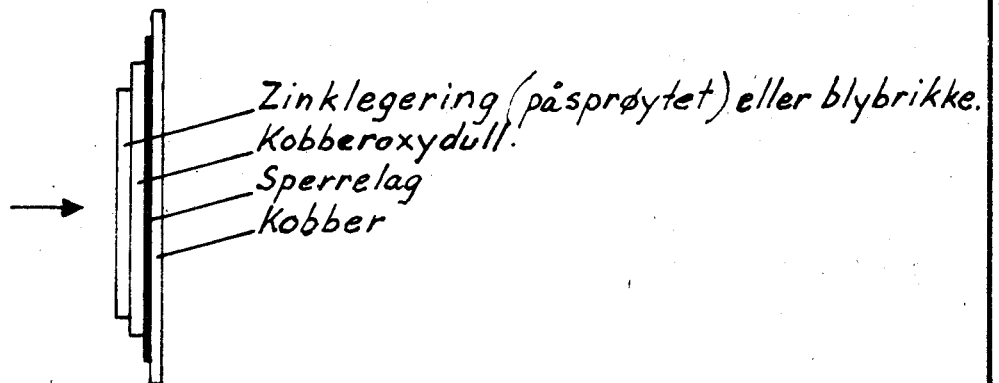 Zinklegering (påsprøytet) eller blybrikke.
Kobberoxydull.
Sperrelag
Kobber